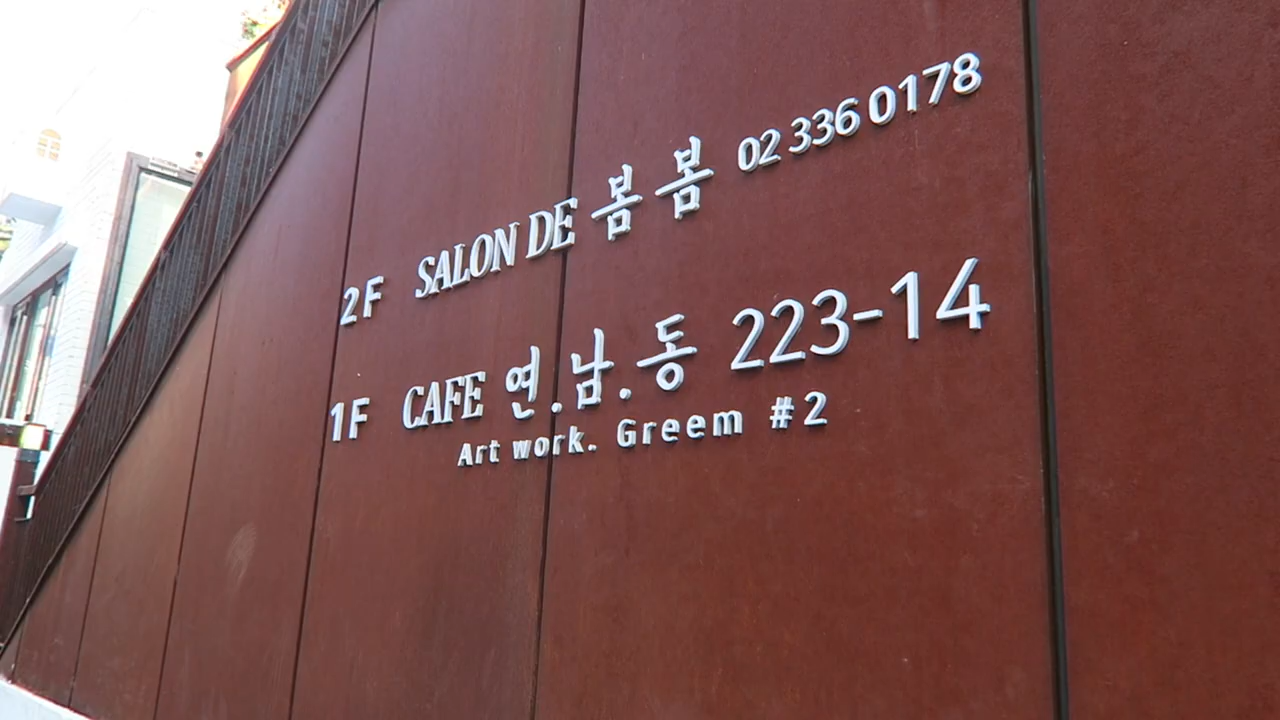 2F SALON DE 봄 봄 02 336 0178
1F CAFE 연.남.동 223-14
Art work. Greem #2